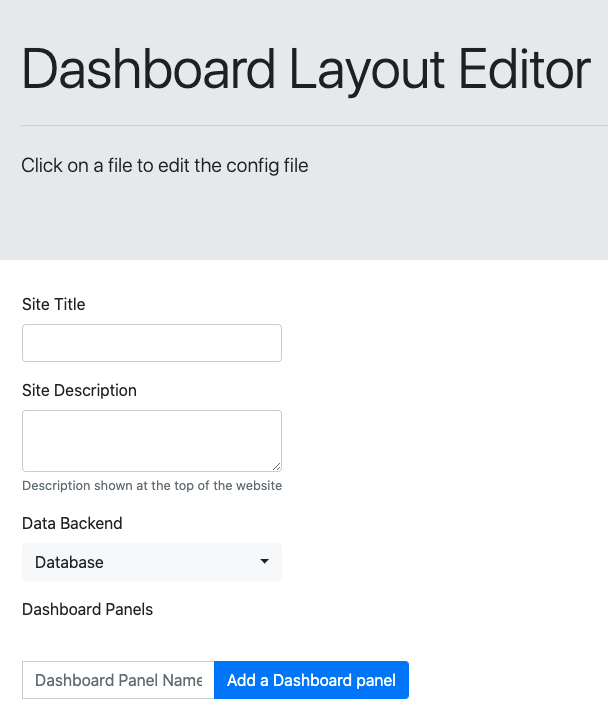 Dashboard Layout Editor
Click on a file to edit the config file
Site Title
Site Description
Description shown at the top of the website
Data Backend
Database
Dashboard Panels
Dashboard Panel Name
Add a Dashboard panel